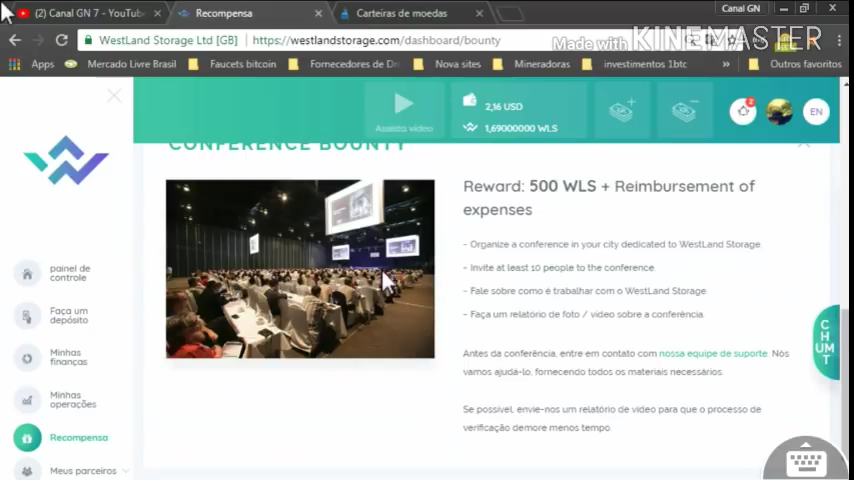 (2) Canal GN 7 - YouTub
Recompensa
Carteiras de moedas
Canal GN
WestLand Storage Ltd [GB]
https://westlandstorage.com/dashboard/bounty
Made with KINEMASTER
Apps
Mercado Livre Brasil
Faucets bitcoin
Fornecedores de Dr
Nova sites
Mineradoras
investimentos 1btc
»
Outros favoritos
Assista vídeo
2,16 USD
1,69000000 WLS
2
EN
CONFERENCE BOUNTY
Reward: 500 WLS + Reimbursement of
expenses
- Organize a conference in your city dedicated to WestLand Storage.
- Invite at least 10 people to the conference.
- Fale sobre como é trabalhar com o WestLand Storage.
- Faça um relatório de foto / vídeo sobre a conferência.
Antes da conferência, entre em contato com nossa equipe de suporte. Nós
vamos ajudá-lo, fornecendo todos os materiais necessários.
Se possível, envie-nos um relatório de vídeo para que o processo de
verificação demore menos tempo.
painel de
controle
Faça um
depósito
Minhas
finanças
Minhas
operações
Recompensa
Meus parceiros
C
H
UM
T